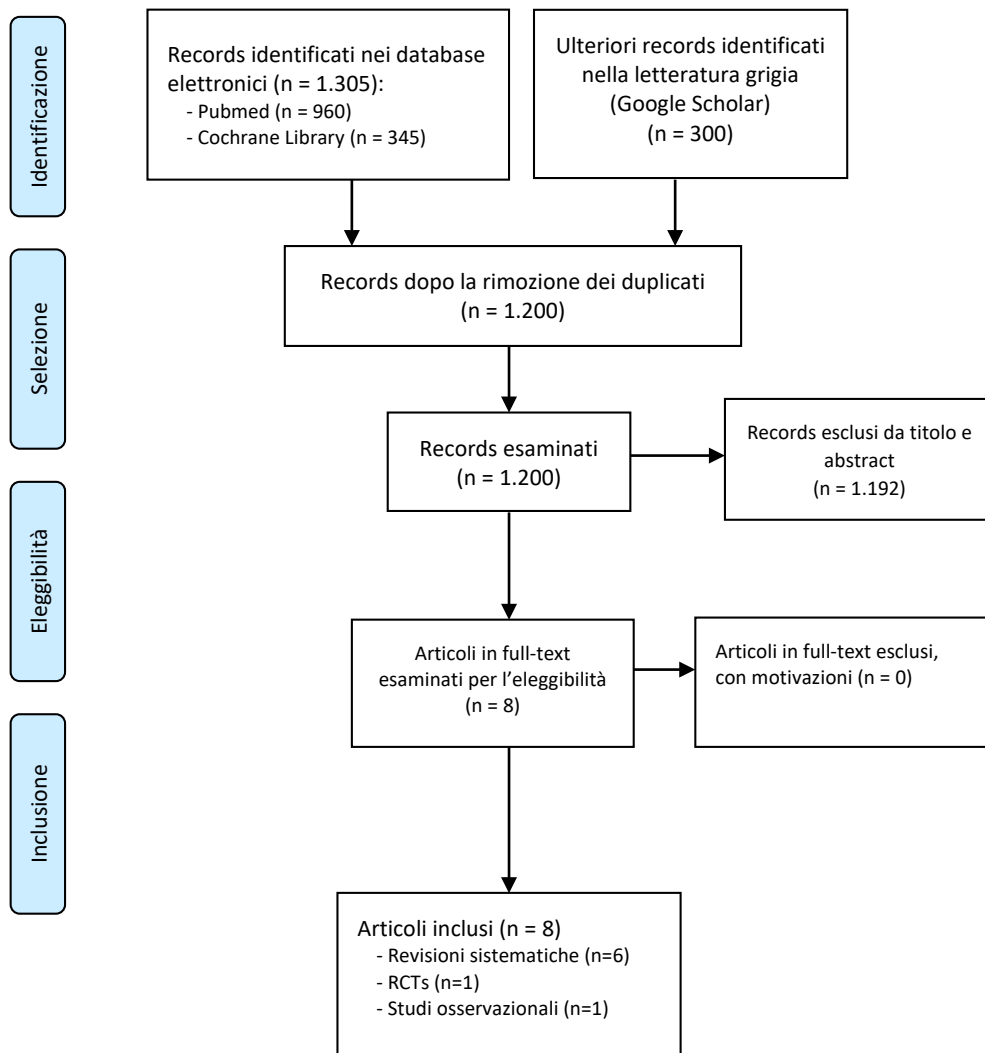 Identificazione
Records identificati nei database
elettronici (n = 1.305):
- Pubmed (n = 960)
- Cochrane Library (n = 345)
Ulteriori records identificati
nella letteratura grigia
(Google Scholar)
(n = 300)
Selezione
Records dopo la rimozione dei duplicati
(n = 1.200)
Records esaminati
(n = 1.200)
Records esclusi da titolo e
abstract
(n = 1.192)
Eleggibilità
Articoli in full-text
esaminati per l’eleggibilità
(n = 8)
Articoli in full-text esclusi,
con motivazioni (n = 0)
Inclusione
Articoli inclusi (n = 8)
- Revisioni sistematiche (n=6)
- RCTs (n=1)
- Studi osservazionali (n=1)